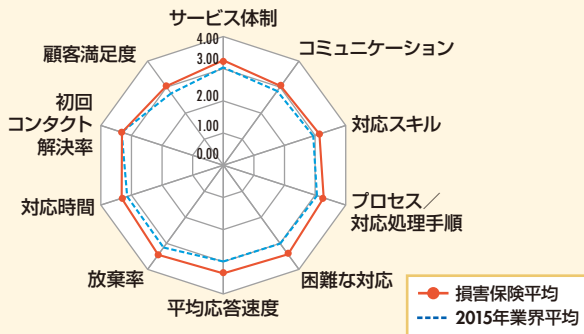 サービス体制
コミュニケーション
対応スキル
プロセス／
対応処理手順
困難な対応
平均応答速度
放棄率
対応時間
初回
コンタクト
解決率
顧客満足度
4.00
3.00
2.00
1.00
0.00
損害保険平均
2015年業界平均